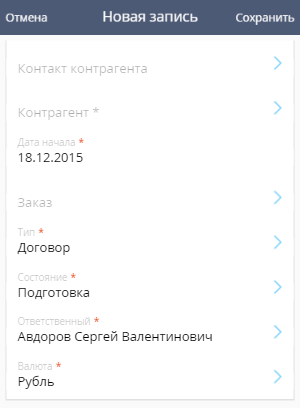 Отмена Новая запись Сохранить
Контакт контрагента
Контрагент *
Дата начала *
18.12.2015
Заказ
Тип *
Договор
Состояние *
Подготовка
Ответственный *
Авдоров Сергей Валентинович
Валюта *
Рубль